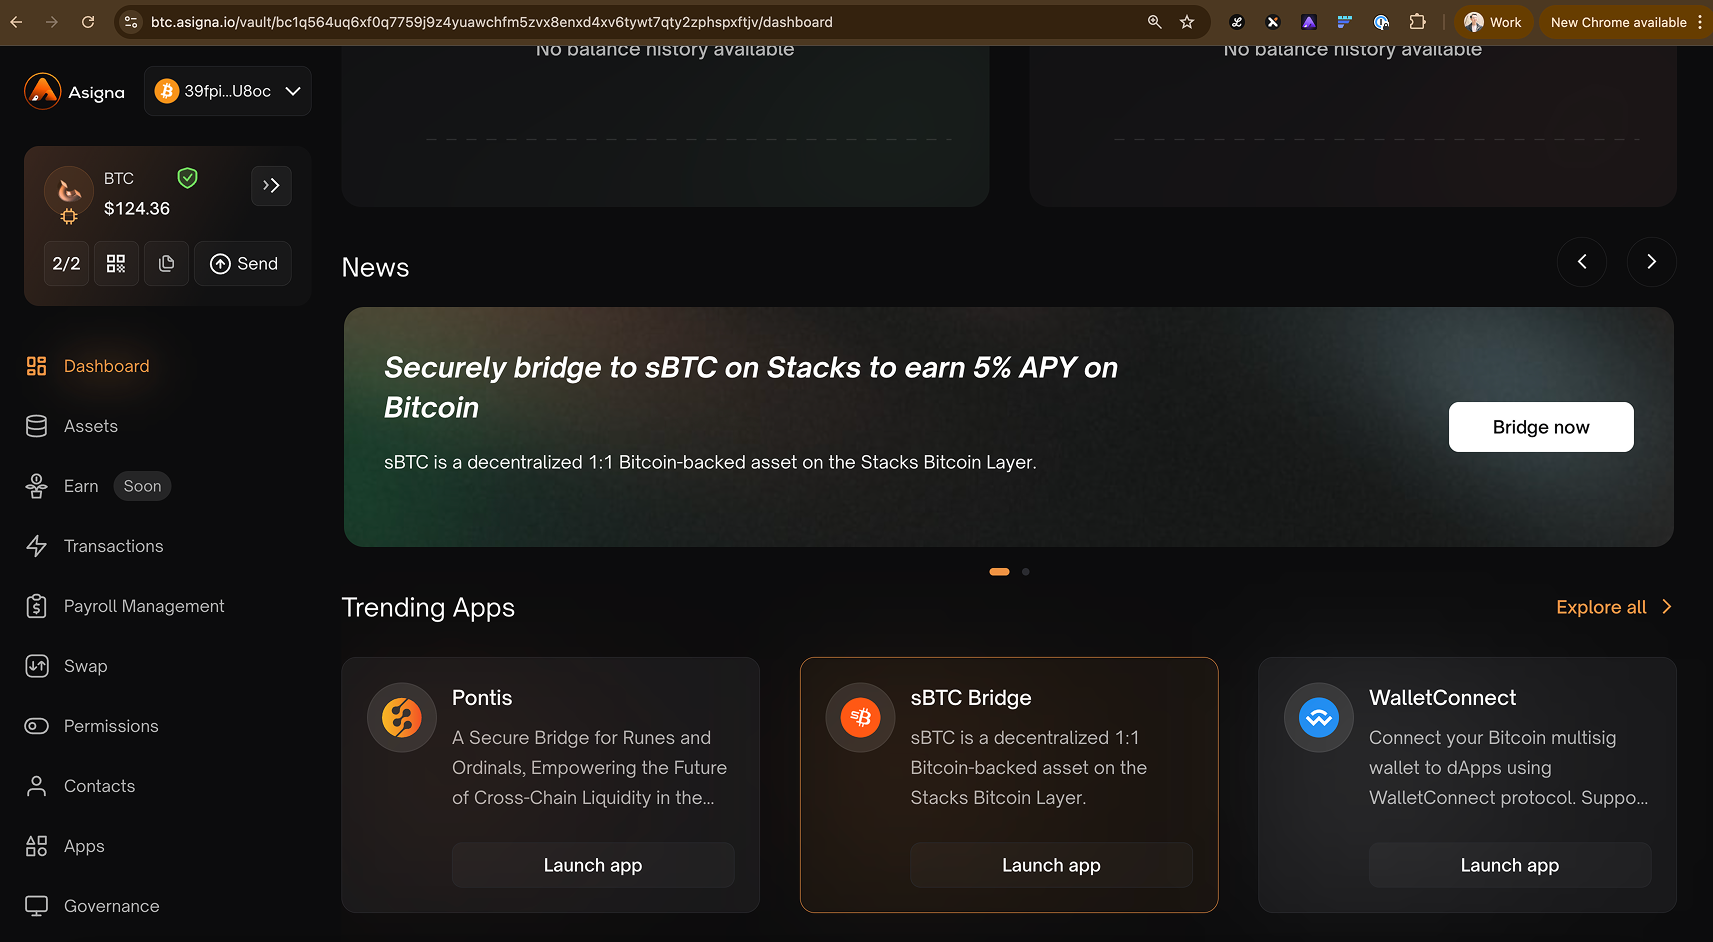 btc.asigna.io/vault/bc1q564uq6xf0q7759j9z4yuawchfm5zvx8enxd4xv6tywt7qty2zphspxftjv/dashboard
Work
New Chrome available
Asigna
39fpi...U8oc
BTC
$124.36
2/2
Send
Dashboard
Assets
Earn
Soon
Transactions
Payroll Management
Swap
Permissions
Contacts
Apps
Governance
No balance history available
No balance history available
News
Securely bridge to sBTC on Stacks to earn 5% APY on
Bitcoin
sBTC is a decentralized 1:1 Bitcoin-backed asset on the Stacks Bitcoin Layer.
Bridge now
Trending Apps
Explore all
Pontis
A Secure Bridge for Runes and
Ordinals, Empowering the Future
of Cross-Chain Liquidity in the...
Launch app
sBTC Bridge
sBTC is a decentralized 1:1
Bitcoin-backed asset on the
Stacks Bitcoin Layer.
Launch app
WalletConnect
Connect your Bitcoin multisig
wallet to dApps using
WalletConnect protocol. Suppo...
Launch app